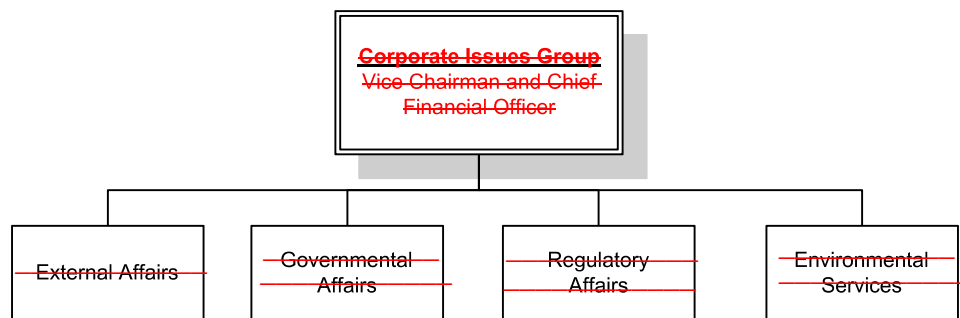 Corporate Issues Group
Vice Chairman and Chief
Financial Officer
External Affairs
Governmental
Affairs
Regulatory
Affairs
Environmental
Services